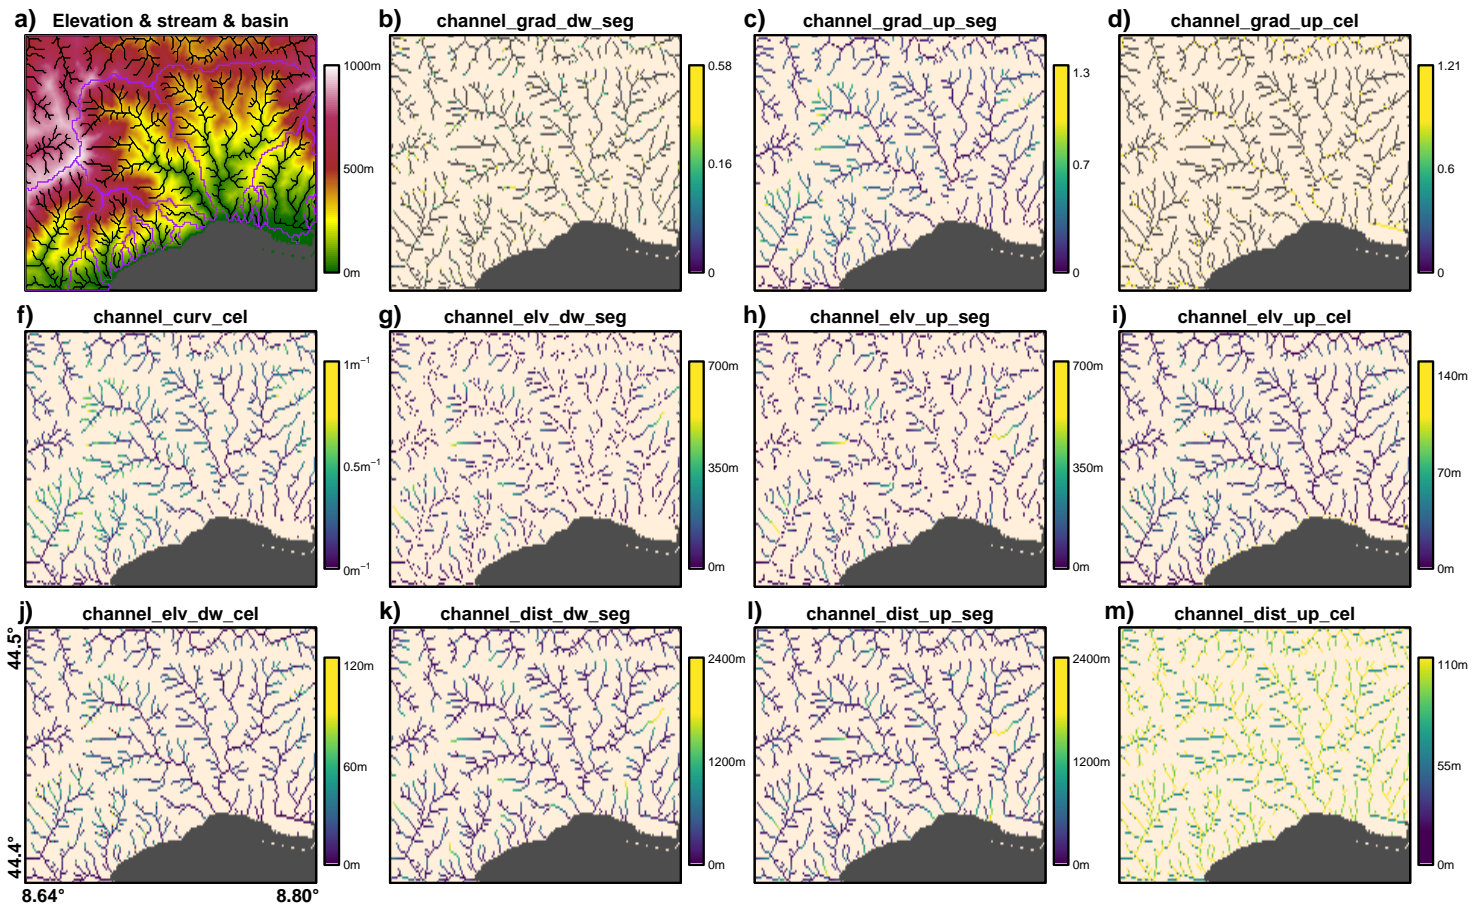 a) Elevation & stream & basin
1000m
500m
0m
b) channel_grad_dw_seg
0.58
0.16
0
c) channel_grad_up_seg
1.3
0.7
0
d) channel_grad_up_cel
1.21
0.6
0
f) channel_curv_cel
1m⁻¹
0.5m⁻¹
0m⁻¹
g) channel_elv_dw_seg
700m
350m
0m
h) channel_elv_up_seg
700m
350m
0m
i) channel_elv_up_cel
140m
70m
0m
j) channel_elv_dw_cel
44.5°
44.4°
8.64°
8.80°
120m
60m
0m
k) channel_dist_dw_seg
2400m
1200m
0m
l) channel_dist_up_seg
2400m
1200m
0m
m) channel_dist_up_cel
110m
55m
0m